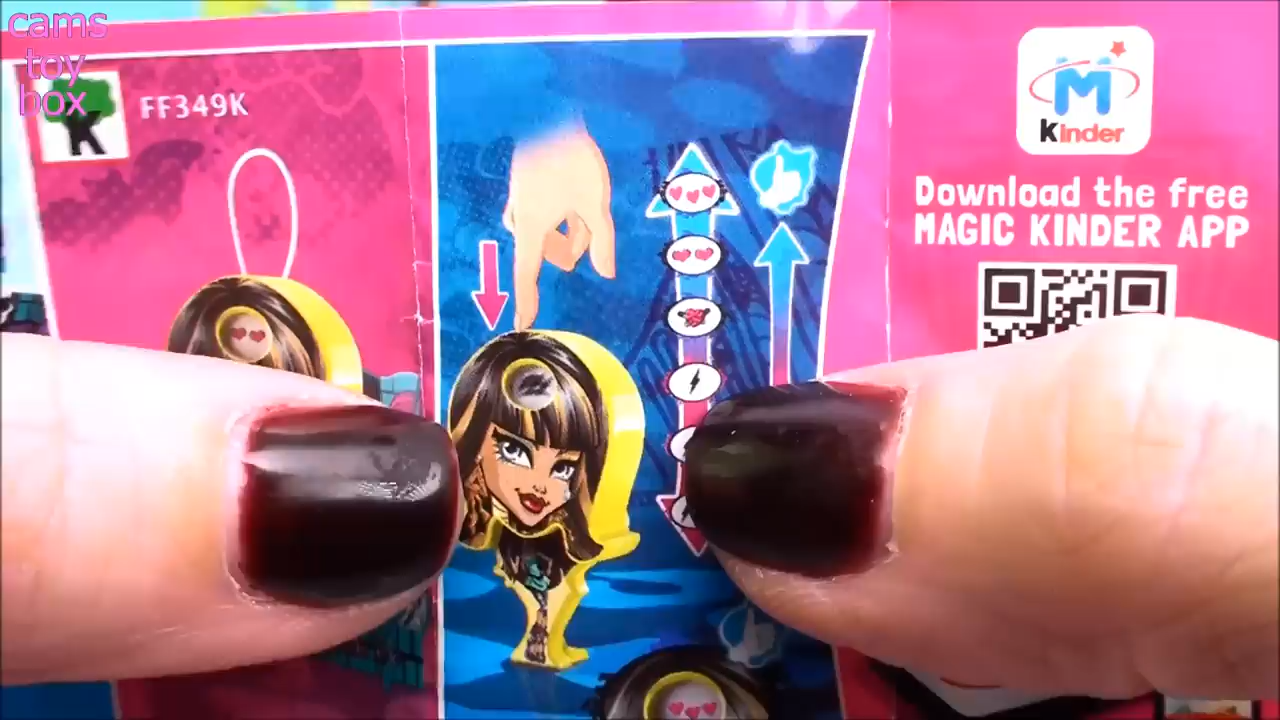 cams
toy
box
K
FF349K
Kinder
Download the free
MAGIC KINDER APP